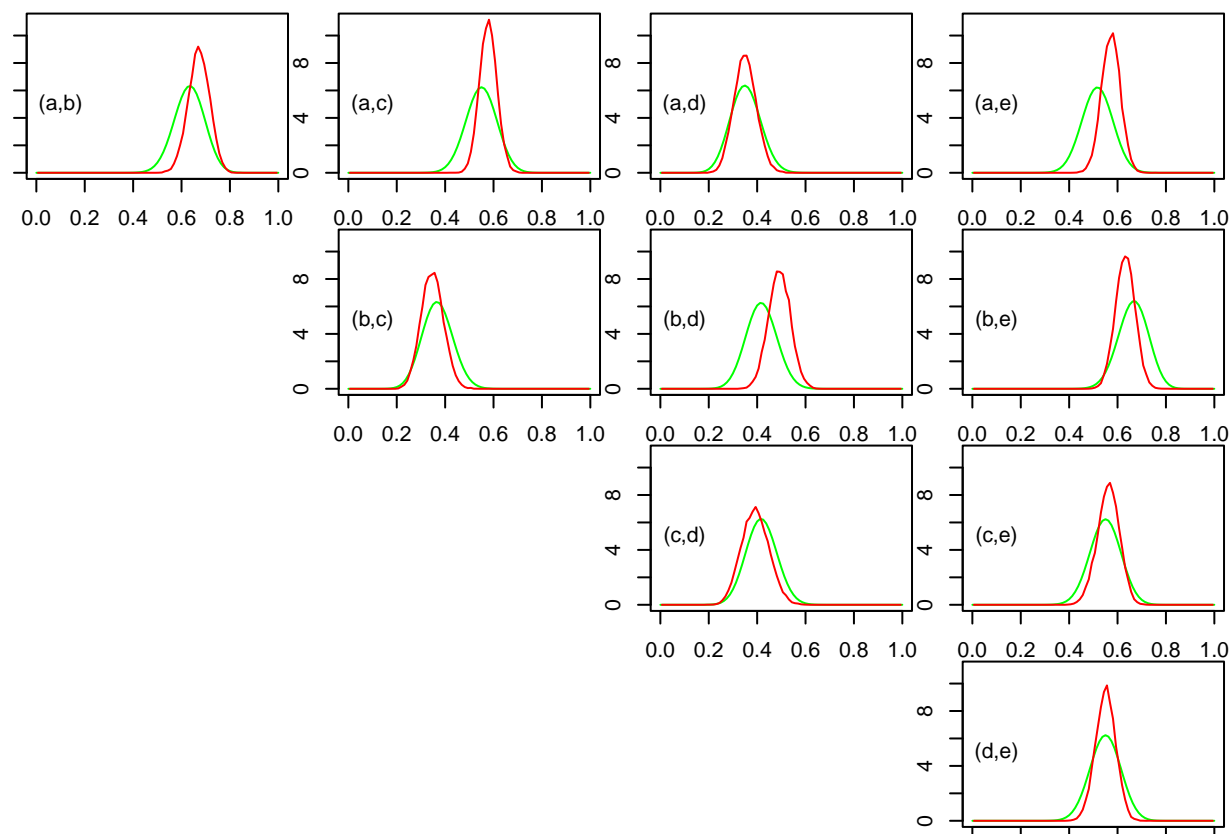 0 4 8 0 4 8 0 4 8
(a,b) (a,c) (a,d) (a,e)
0.0 0.2 0.4 0.6 0.8 1.0 0.0 0.2 0.4 0.6 0.8 1.0 0.0 0.2 0.4 0.6 0.8 1.0 0.0 0.2 0.4 0.6 0.8 1.0
0 4 8 0 4 8 0 4 8
(b,c) (b,d) (b,e)
0.0 0.2 0.4 0.6 0.8 1.0 0.0 0.2 0.4 0.6 0.8 1.0 0.0 0.2 0.4 0.6 0.8 1.0
0 4 8 0 4 8
(c,d) (c,e)
0.0 0.2 0.4 0.6 0.8 1.0 0.0 0.2 0.4 0.6 0.8 1.0
0 4 8
(d,e)